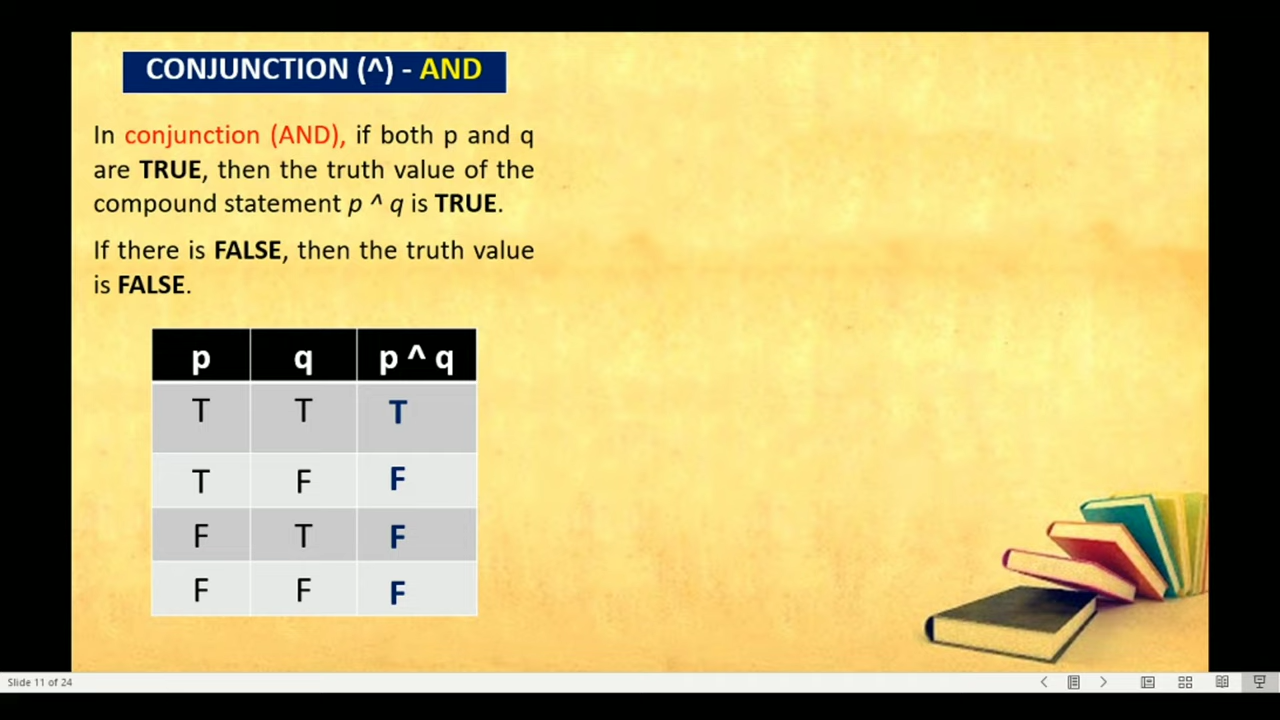 CONJUNCTION (^) - AND
In conjunction (AND), if both p and q
are TRUE, then the truth value of the
compound statement p ^ q is TRUE.
If there is FALSE, then the truth value
is FALSE.
p q p ^ q
T T T
T F F
F T F
F F F
Slide 11 of 24